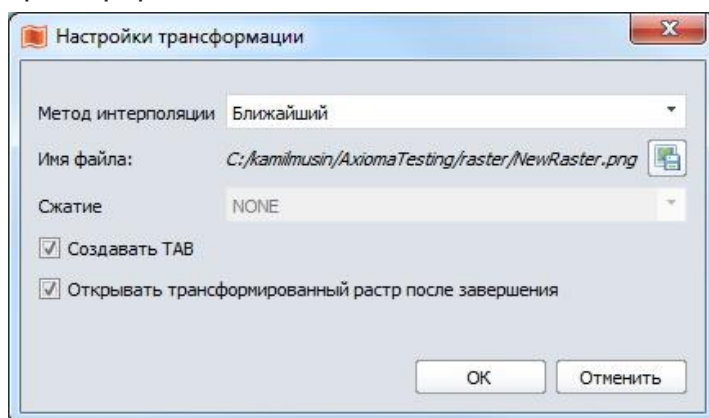 Настройки трансформации
Метод интерполяции Ближайший
Имя файла: C:/kamilmusin/AxiomaTesting/raster/NewRaster.png
Сжатие NONE
Создавать TAB
Открывать трансформированный растр после завершения
OK Отменить